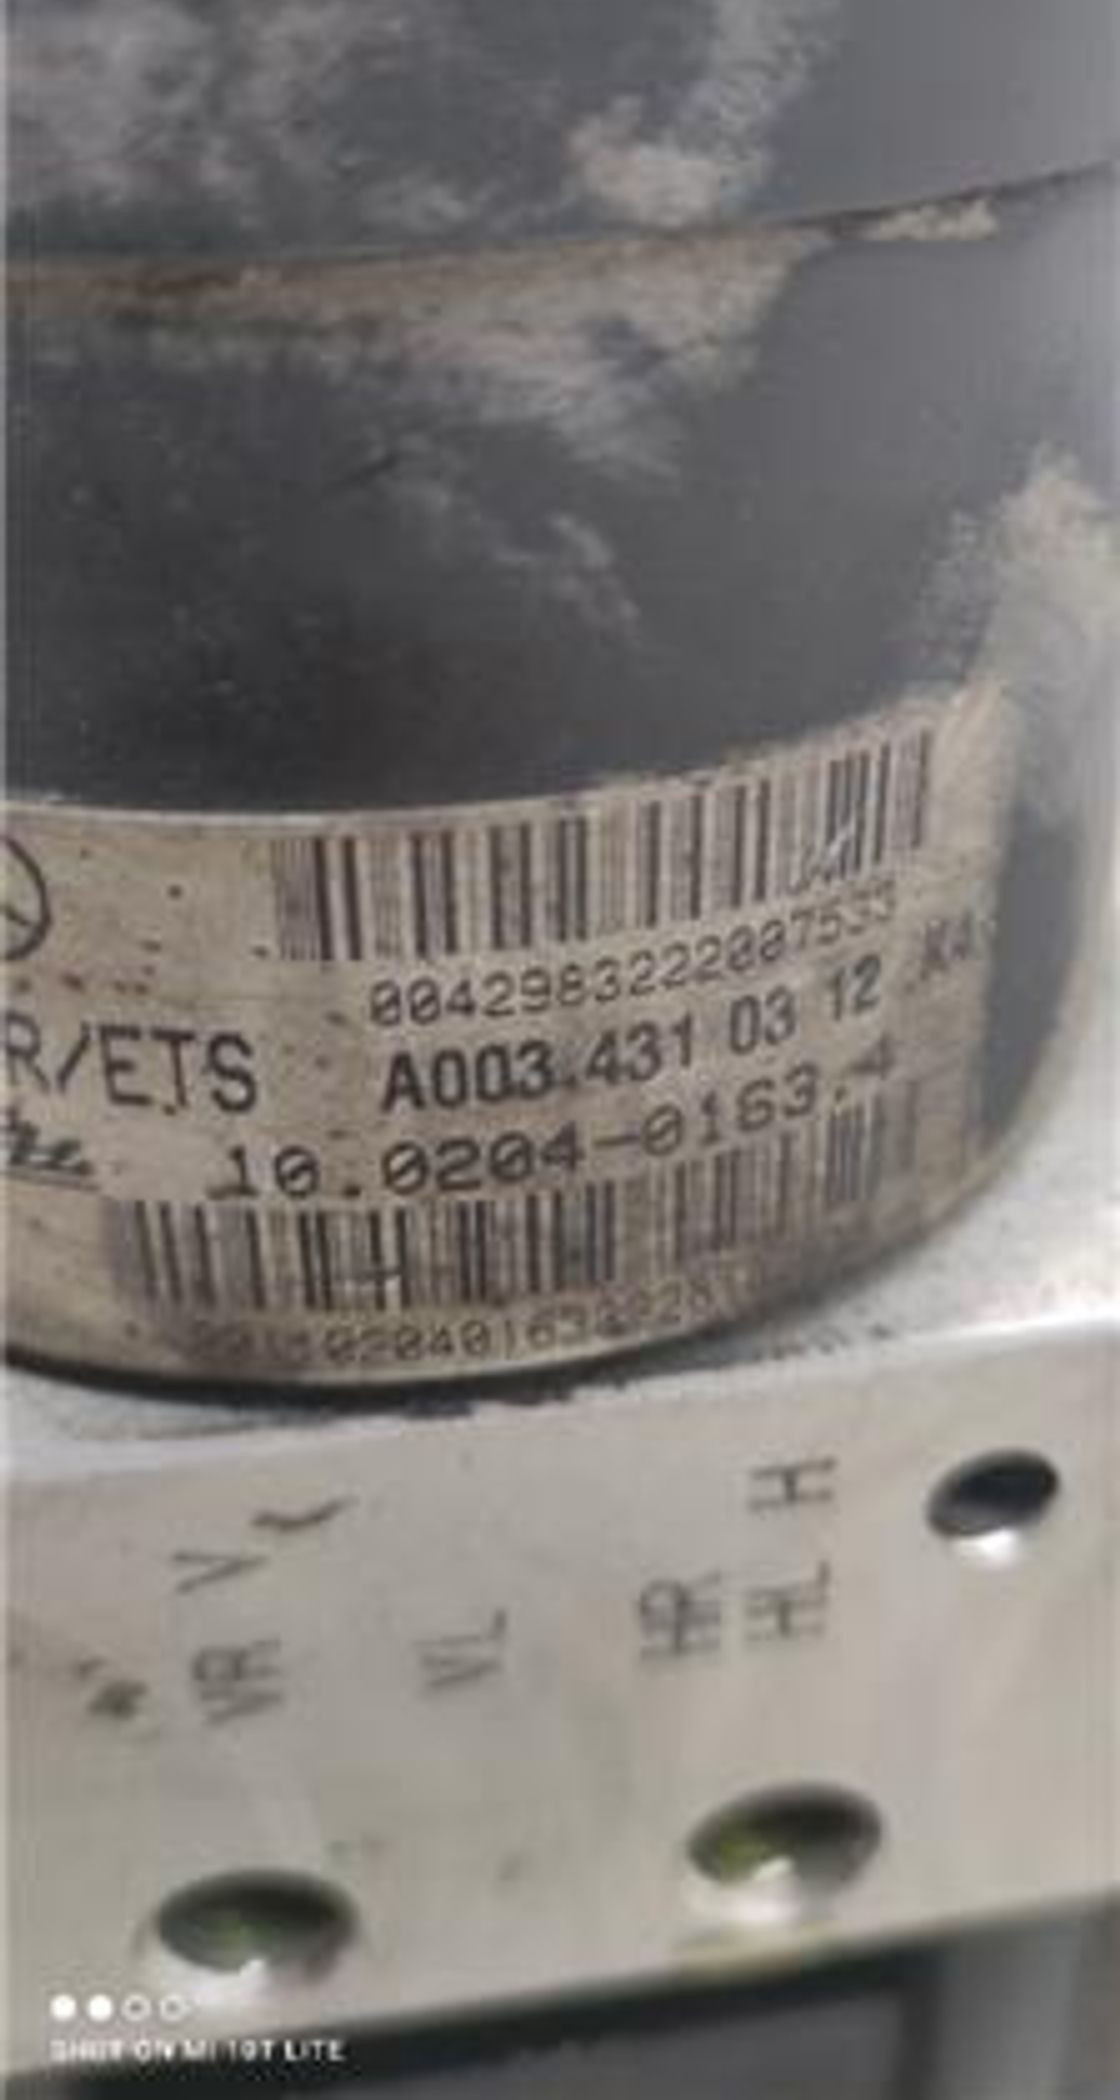 0042983222007533
R/ETS A003 431 03 12
10.0204-0163.4
V
VR VL HR HL H
SHOT ON MI 10T LITE